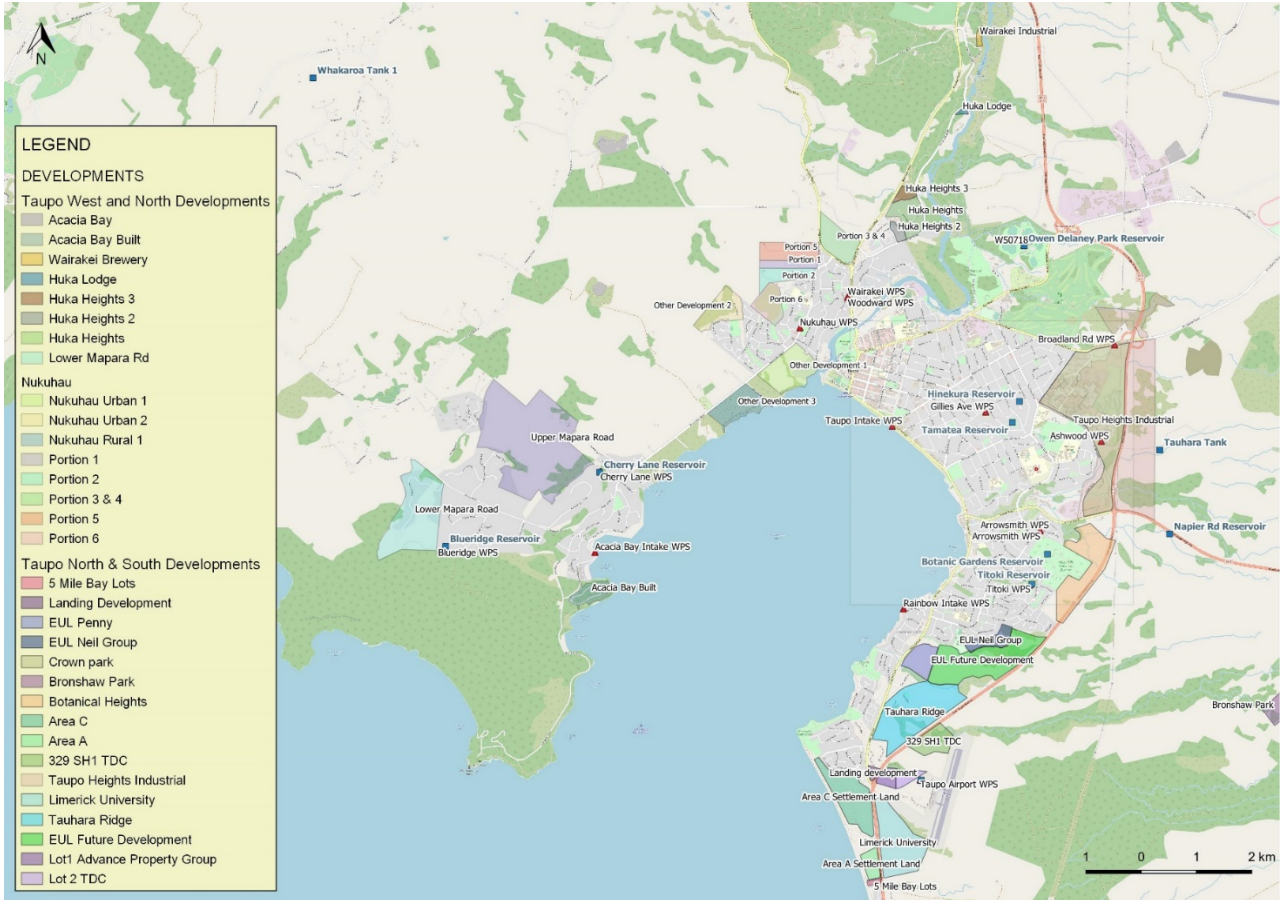 N
Whakaroa Tank 1
Wairakei Industrial
Huka Lodge
LEGEND
DEVELOPMENTS
Taupo West and North Developments
Acacia Bay
Acacia Bay Built
Wairakei Brewery
Huka Lodge
Huka Heights 3
Huka Heights 2
Huka Heights
Lower Mapara Rd
Nukuhau
Nukuhau Urban 1
Nukuhau Urban 2
Nukuhau Rural 1
Portion 1
Portion 2
Portion 3 & 4
Portion 5
Portion 6
Taupo North & South Developments
5 Mile Bay Lots
Landing Development
EUL Penny
EUL Neil Group
Crown park
Bronshaw Park
Botanical Heights
Area C
Area A
329 SH1 TDC
Taupo Heights Industrial
Limerick University
Tauhara Ridge
EUL Future Development
Lot1 Advance Property Group
Lot 2 TDC
Huka Heights 3
Huka Heights
Huka Heights 2
Portion 3 & 4
W50718
Owen Delaney Park Reservoir
Portion 5
Portion 1
Portion 2
Portion 6
Other Development 2
Wairakei WPS
Woodward WPS
Nukuhau WPS
Broadland Rd WPS
Other Development 1
Other Development 3
Hinekura Reservoir
Gillies Ave WPS
Taupo Intake WPS
Tamatea Reservoir
Taupo Heights Industrial
Ashwood WPS
Tauhara Tank
Upper Mapara Road
Cherry Lane Reservoir
Cherry Lane WPS
Lower Mapara Road
Blueridge Reservoir
Blueridge WPS
Acacia Bay Intake WPS
Acacia Bay Built
Arrowsmith WPS
Arrowsmith WPS
Napier Rd Reservoir
Botanic Gardens Reservoir
Titoki Reservoir
Titoki WPS
Rainbow Intake WPS
EUL Neil Group
EUL Future Development
Tauhara Ridge
329 SH1 TDC
Bronshaw Park
Landing development
Taupo Airport WPS
Area C Settlement Land
Limerick University
Area A Settlement Land
5 Mile Bay Lots
1 0 1 2 km